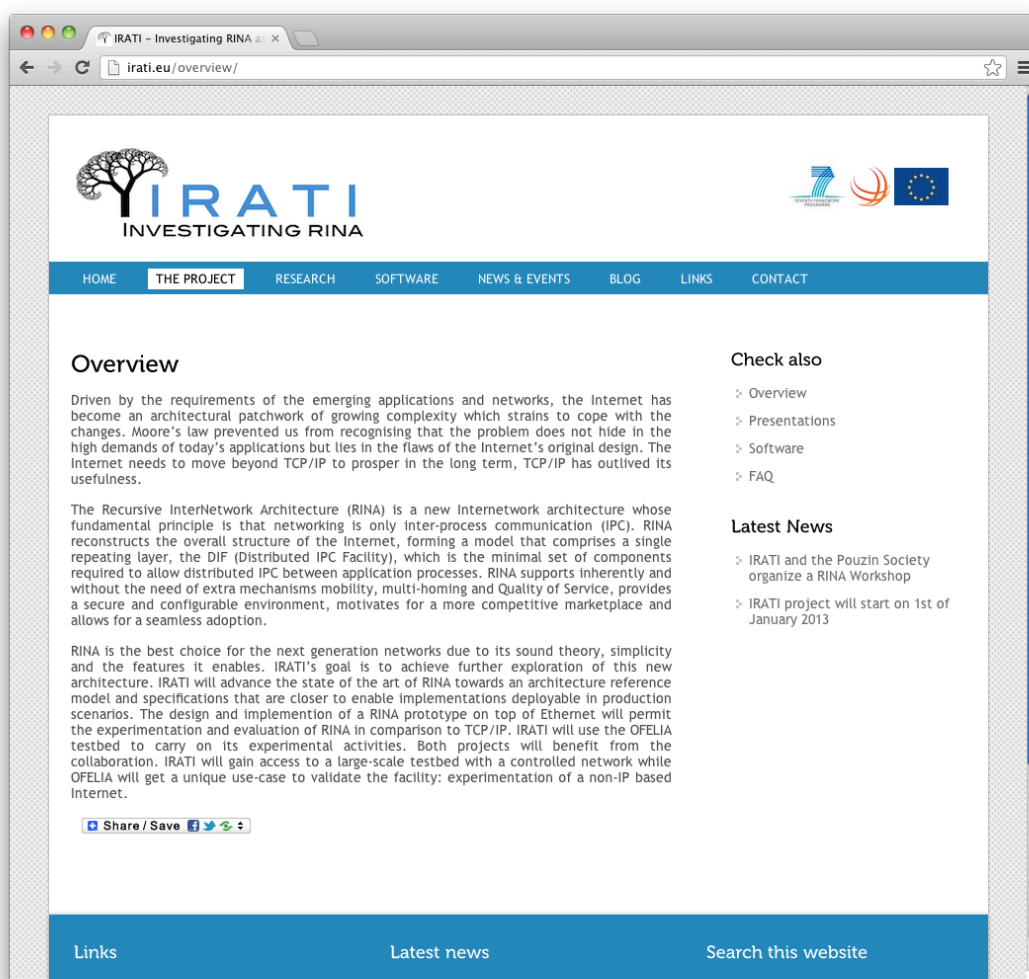 IRATI – Investigating RINA as
irati.eu/overview/
IRATI
INVESTIGATING RINA
SEVENTH FRAMEWORK
PROGRAMME
HOME THE PROJECT RESEARCH SOFTWARE NEWS & EVENTS BLOG LINKS CONTACT
Overview
Driven by the requirements of the emerging applications and networks, the Internet has
become an architectural patchwork of growing complexity which strains to cope with the
changes. Moore’s law prevented us from recognising that the problem does not hide in the
high demands of today’s applications but lies in the flaws of the Internet’s original design. The
Internet needs to move beyond TCP/IP to prosper in the long term, TCP/IP has outlived its
usefulness.
The Recursive InterNetwork Architecture (RINA) is a new Internetwork architecture whose
fundamental principle is that networking is only inter-process communication (IPC). RINA
reconstructs the overall structure of the Internet, forming a model that comprises a single
repeating layer, the DIF (Distributed IPC Facility), which is the minimal set of components
required to allow distributed IPC between application processes. RINA supports inherently and
without the need of extra mechanisms mobility, multi-homing and Quality of Service, provides
a secure and configurable environment, motivates for a more competitive marketplace and
allows for a seamless adoption.
RINA is the best choice for the next generation networks due to its sound theory, simplicity
and the features it enables. IRATI’s goal is to achieve further exploration of this new
architecture. IRATI will advance the state of the art of RINA towards an architecture reference
model and specifications that are closer to enable implementations deployable in production
scenarios. The design and implemention of a RINA prototype on top of Ethernet will permit
the experimentation and evaluation of RINA in comparison to TCP/IP. IRATI will use the OFELIA
testbed to carry on its experimental activities. Both projects will benefit from the
collaboration. IRATI will gain access to a large-scale testbed with a controlled network while
OFELIA will get a unique use-case to validate the facility: experimentation of a non-IP based
Internet.
Share / Save
Check also
Overview
Presentations
Software
FAQ
Latest News
IRATI and the Pouzin Society
organize a RINA Workshop
IRATI project will start on 1st of
January 2013
Links
Latest news
Search this website